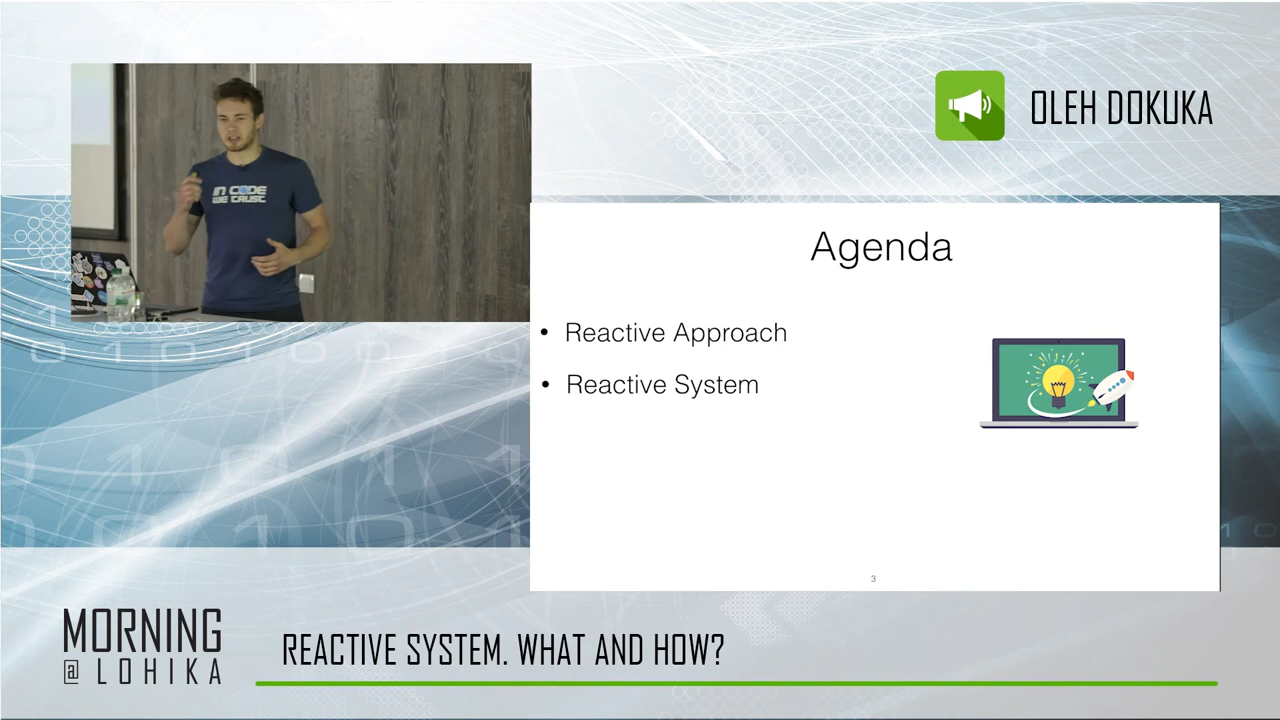 OLEH DOKUKA
IN CODE
WE TRUST
Agenda
• Reactive Approach
• Reactive System
3
MORNING
@ LOHIKA
REACTIVE SYSTEM. WHAT AND HOW?